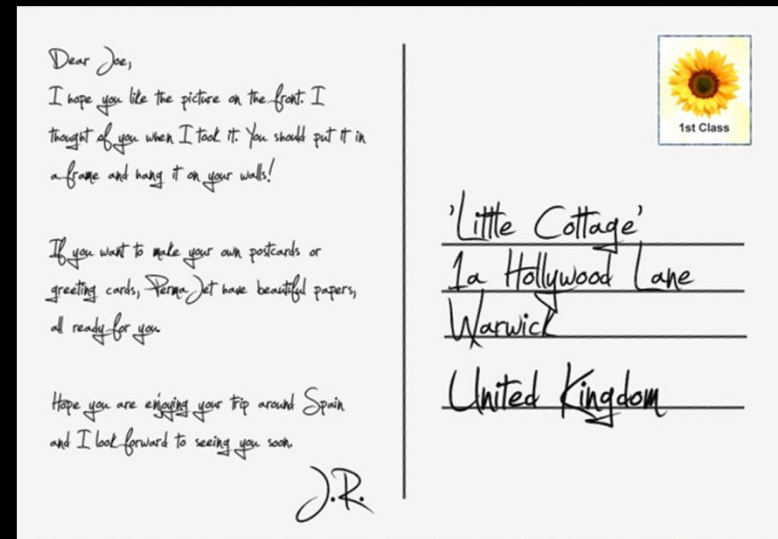 Dear Joe,
I hope you like the picture on the front. I
thought of you when I took it. You should put it in
a frame and hang it on your walls!
If you want to make your own postcards or
greeting cards, PermaJet have beautiful papers,
all ready for you.
Hope you are enjoying your trip around Spain
and I look forward to seeing you soon.
J.R.
1st Class
'Little Cottage'
1a Hollywood Lane
Warwick
United Kingdom